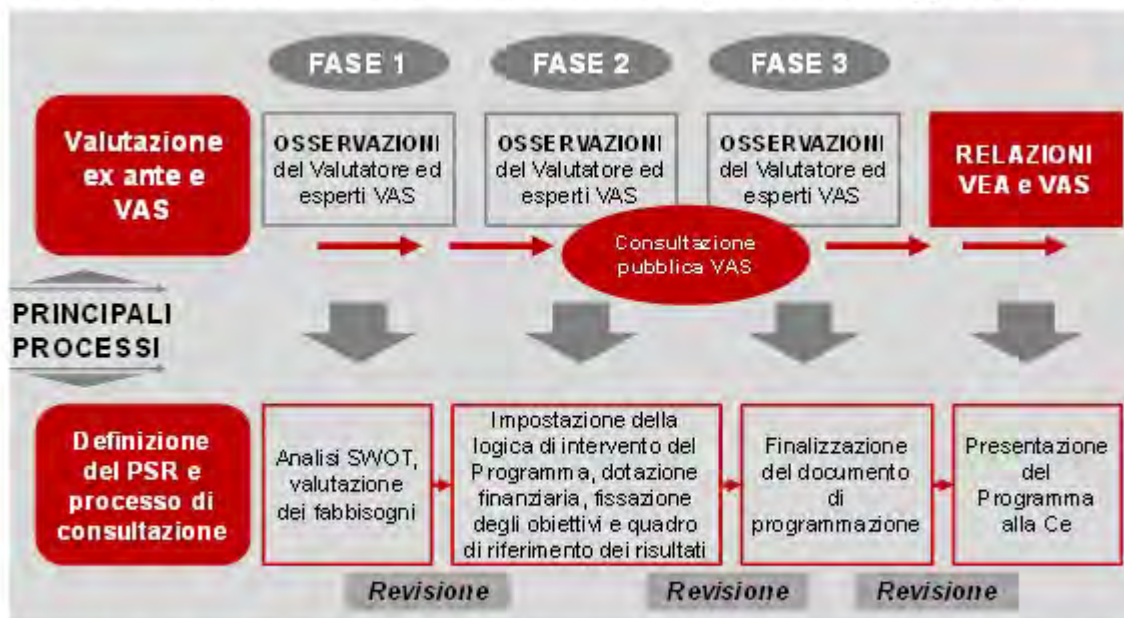 FASE 1
FASE 2
FASE 3
Valutazione
ex ante e
VAS
OSSERVAZIONI
del Valutatore ed
esperti VAS
OSSERVAZIONI
del Valutatore ed
esperti VAS
OSSERVAZIONI
del Valutatore ed
esperti VAS
RELAZIONI
VEA e VAS
Consultazione
pubblica VAS
PRINCIPALI
PROCESSI
Definizione
del PSR e
processo di
consultazione
Analisi SWOT,
valutazione
dei fabbisogni
Impostazione della
logica di intervento del
Programma, dotazione
finanziaria, fissazione
degli obiettivi e quadro
di riferimento dei risultati
Finalizzazione
del documento
di
programmazione
Presentazione
del
Programma
alla Ce
Revisione
Revisione
Revisione